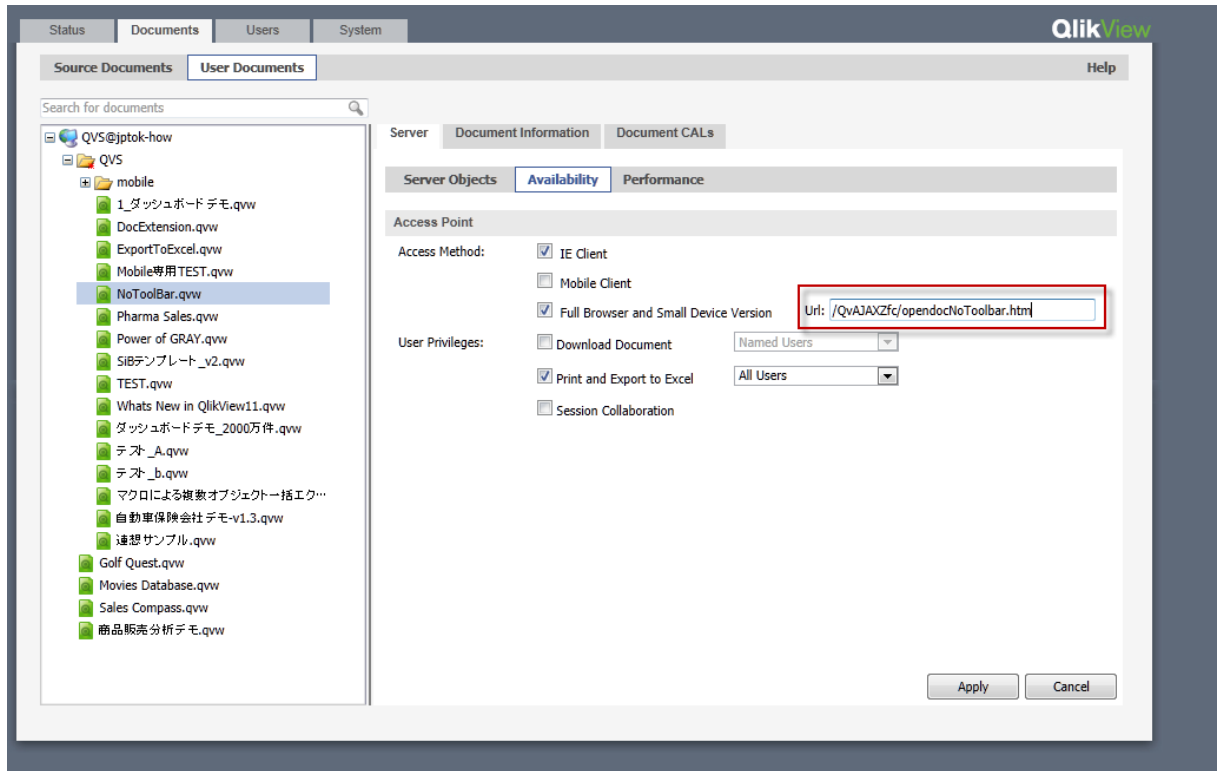 Status Documents Users System QlikView
Source Documents User Documents Help
Search for documents
QVS@jptok-how
QVS
mobile
1_ダッシュボードデモ.qvw
DocExtension.qvw
ExportToExcel.qvw
Mobile専用TEST.qvw
NoToolBar.qvw
Pharma Sales.qvw
Power of GRAY.qvw
SiBテンプレート_v2.qvw
TEST.qvw
Whats New in QlikView11.qvw
ダッシュボードデモ_2000万件.qvw
テスト_A.qvw
テスト_b.qvw
マクロによる複数オブジェクト一括エク…
自動車保険会社デモ-v1.3.qvw
連想サンプル.qvw
Golf Quest.qvw
Movies Database.qvw
Sales Compass.qvw
商品販売分析デモ.qvw
Server Document Information Document CALs
Server Objects Availability Performance
Access Point
Access Method: IE Client
Mobile Client
Full Browser and Small Device Version Url: /QvAJAXZfc/opendocNoToolbar.htm
User Privileges: Download Document Named Users
Print and Export to Excel All Users
Session Collaboration
Apply Cancel